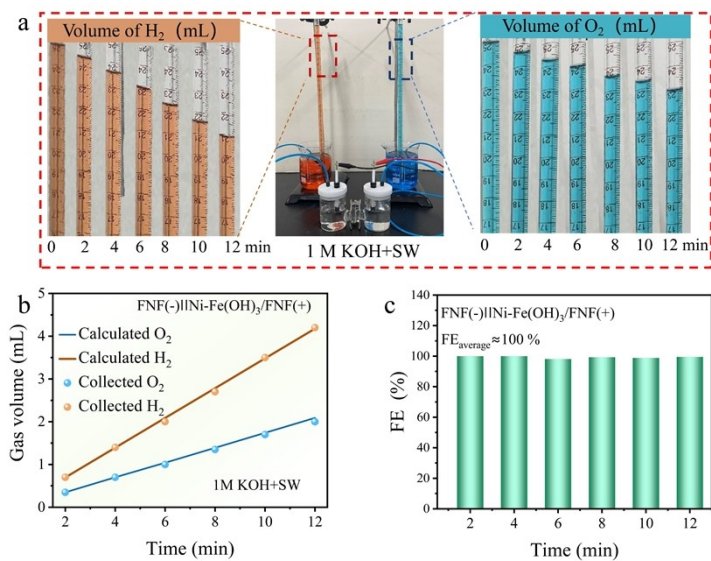 a
Volume of H₂ (mL)
Volume of O₂ (mL)
0 2 4 6 8 10 12 min
1 M KOH+SW
0 2 4 6 8 10 12 min
b
FNF(-)||Ni-Fe(OH)₃/FNF(+)
Calculated O₂
Calculated H₂
Collected O₂
Collected H₂
1M KOH+SW
Gas volume (mL)
5
4
3
2
1
0
2 4 6 8 10 12
Time (min)
c
FNF(-)||Ni-Fe(OH)₃/FNF(+)
FEaverage≈100 %
FE (%)
140
120
100
80
60
40
20
0
2 4 6 8 10 12
Time (min)